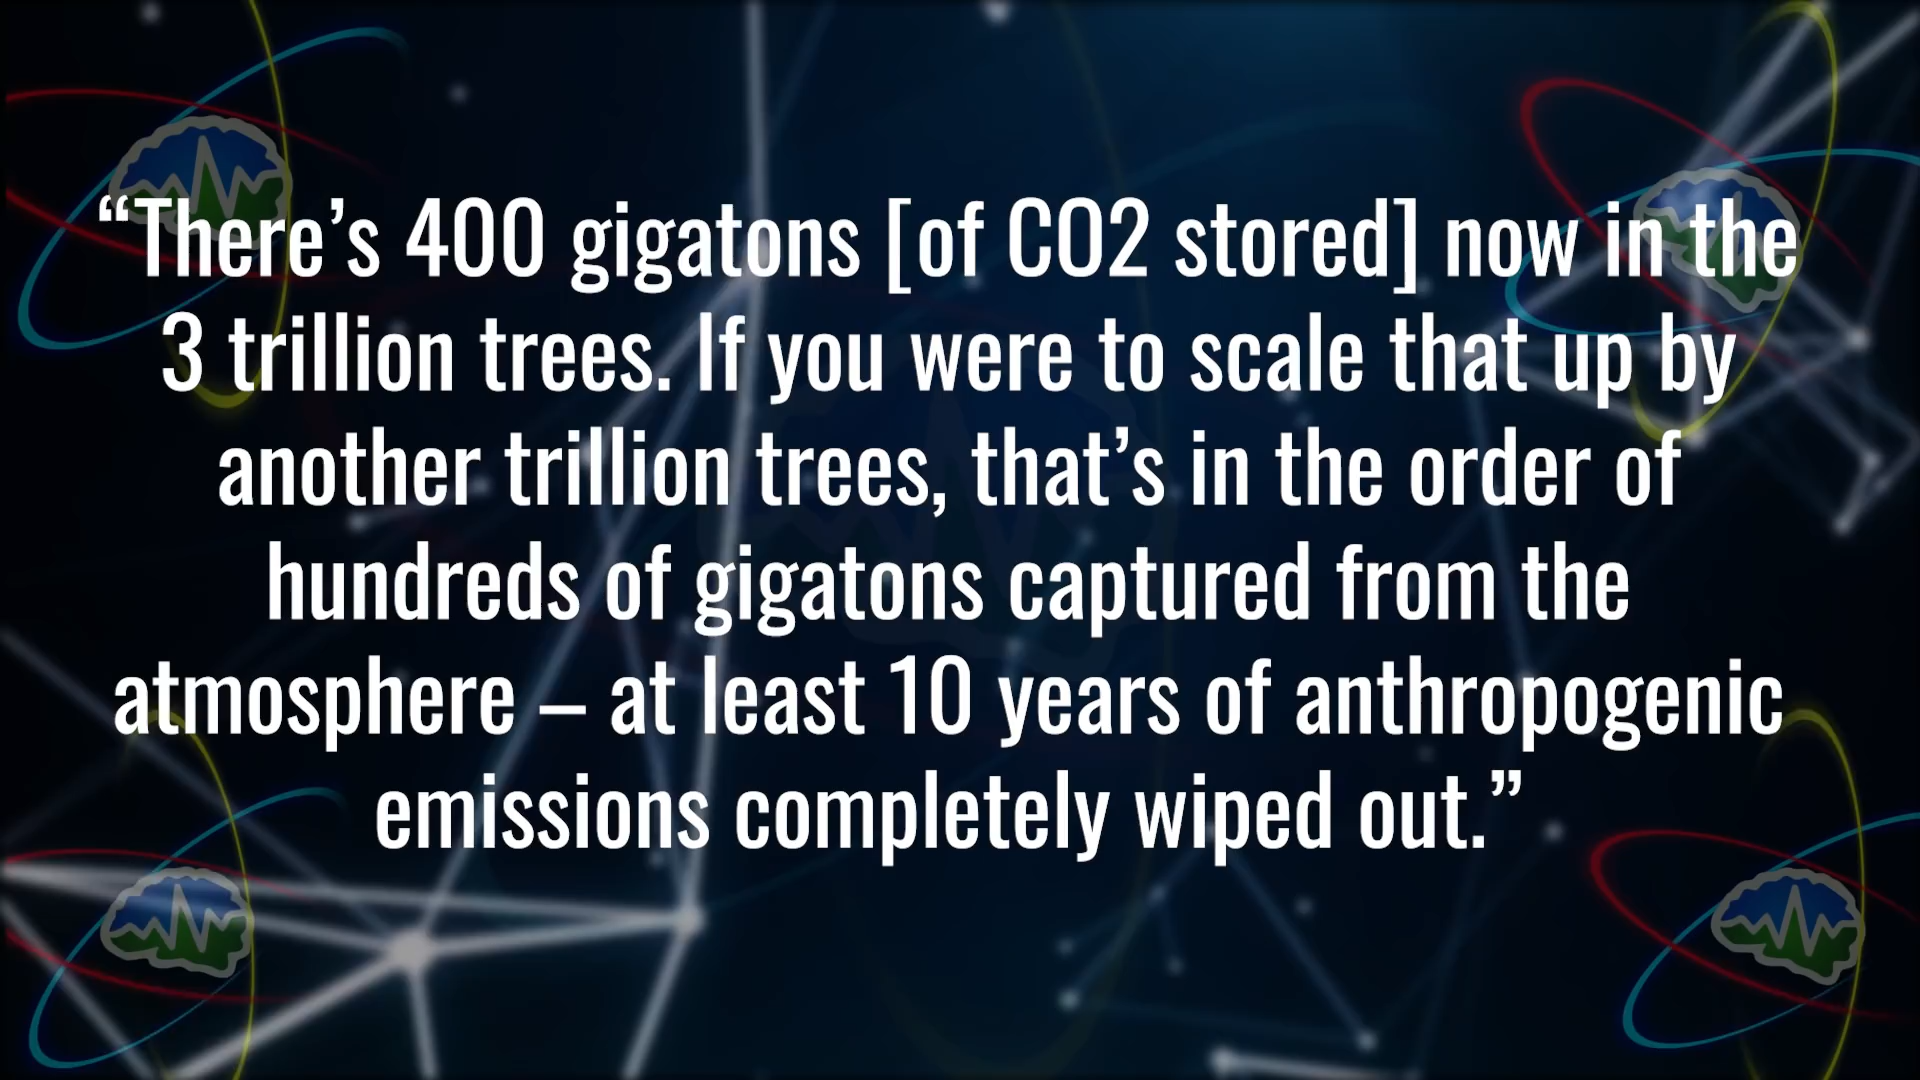 “There’s 400 gigatons [of CO2 stored] now in the
3 trillion trees. If you were to scale that up by
another trillion trees, that’s in the order of
hundreds of gigatons captured from the
atmosphere – at least 10 years of anthropogenic
emissions completely wiped out.”